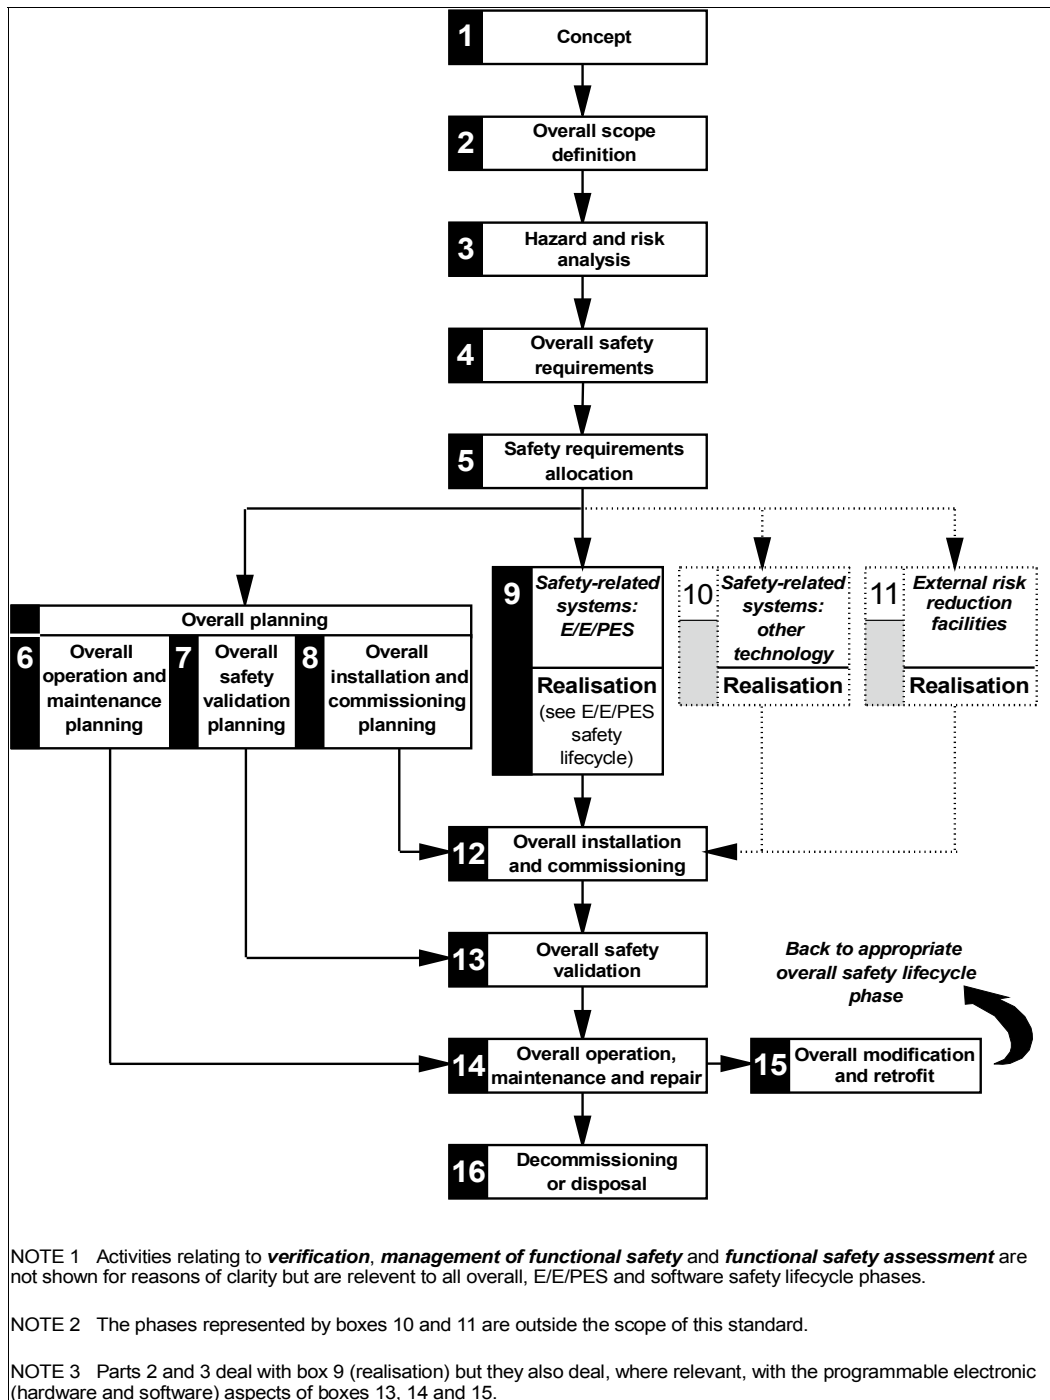 1 Concept
2 Overall scope
definition
3 Hazard and risk
analysis
4 Overall safety
requirements
5 Safety requirements
allocation
Overall planning
6 Overall
operation and
maintenance
planning
7 Overall
safety
validation
planning
8 Overall
installation and
commissioning
planning
9 Safety-related
systems:
E/E/PES
Realisation
(see E/E/PES
safety
lifecycle)
10 Safety-related
systems:
other
technology
Realisation
11 External risk
reduction
facilities
Realisation
12 Overall installation
and commissioning
13 Overall safety
validation
Back to appropriate
overall safety lifecycle
phase
14 Overall operation,
maintenance and repair
15 Overall modification
and retrofit
16 Decommissioning
or disposal
NOTE 1 Activities relating to verification, management of functional safety and functional safety assessment are
not shown for reasons of clarity but are relevent to all overall, E/E/PES and software safety lifecycle phases.
NOTE 2 The phases represented by boxes 10 and 11 are outside the scope of this standard.
NOTE 3 Parts 2 and 3 deal with box 9 (realisation) but they also deal, where relevant, with the programmable electronic
(hardware and software) aspects of boxes 13, 14 and 15.